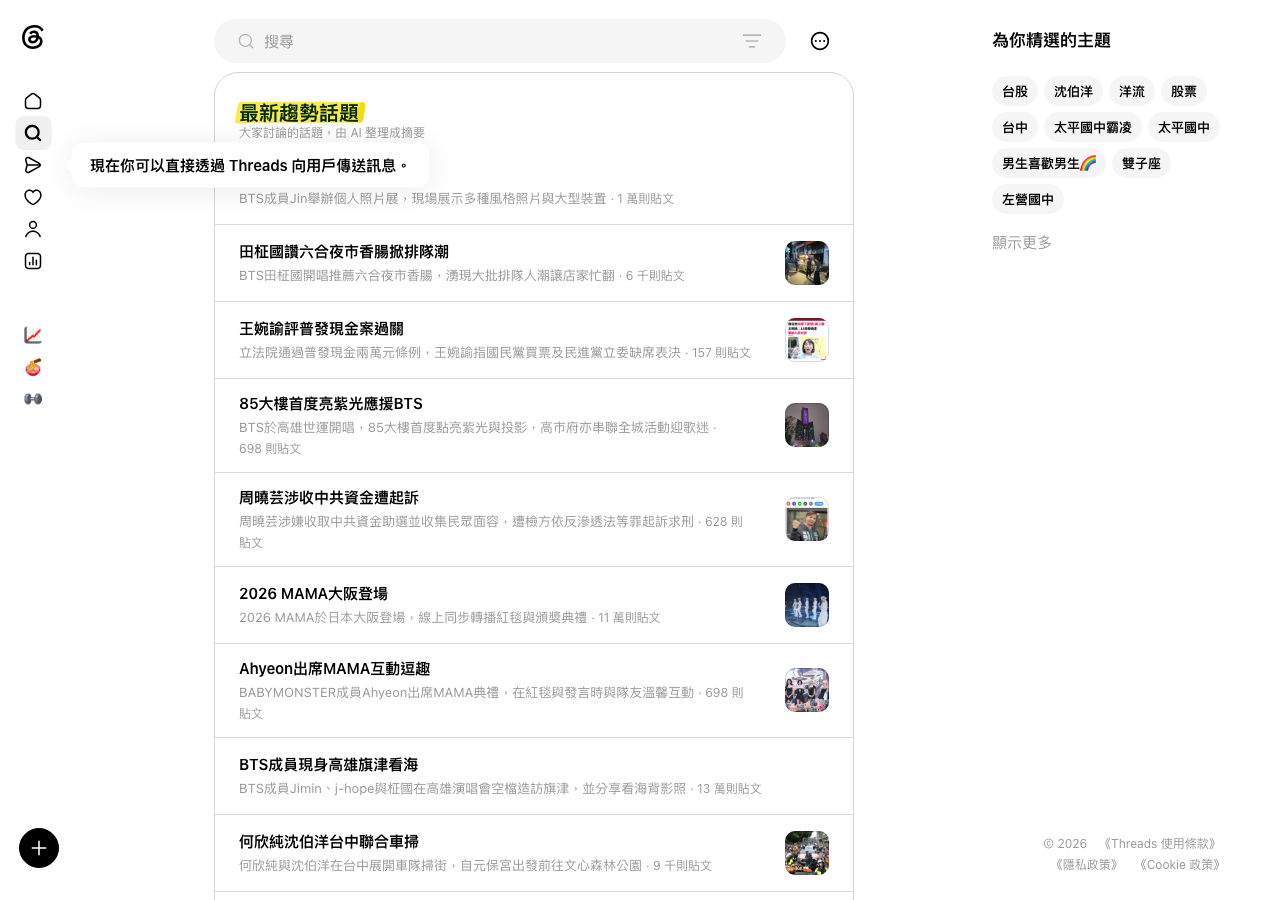 搜尋
最新趨勢話題
大家討論的話題，由 AI 整理成摘要
現在你可以直接透過 Threads 向用戶傳送訊息。
BTS成員Jin舉辦個人照片展，現場展示多種風格照片與大型裝置 · 1 萬則貼文
田柾國讚六合夜市香腸掀排隊潮
BTS田柾國開唱推薦六合夜市香腸，湧現大批排隊人潮讓店家忙翻 · 6 千則貼文
王婉諭評普發現金案過關
立法院通過普發現金兩萬元條例，王婉諭指國民黨買票及民進黨立委缺席表決 · 157 則貼文
85大樓首度亮紫光應援BTS
BTS於高雄世運開唱，85大樓首度點亮紫光與投影，高市府亦串聯全城活動迎歌迷 ·
698 則貼文
周曉芸涉收中共資金遭起訴
周曉芸涉嫌收取中共資金助選並收集民眾面容，遭檢方依反滲透法等罪起訴求刑 · 628 則
貼文
2026 MAMA大阪登場
2026 MAMA於日本大阪登場，線上同步轉播紅毯與頒獎典禮 · 11 萬則貼文
Ahyeon出席MAMA互動逗趣
BABYMONSTER成員Ahyeon出席MAMA典禮，在紅毯與發言時與隊友溫馨互動 · 698 則
貼文
BTS成員現身高雄旗津看海
BTS成員Jimin、j-hope與柾國在高雄演唱會空檔造訪旗津，並分享看海背影照 · 13 萬則貼文
何欣純沈伯洋台中聯合車掃
何欣純與沈伯洋在台中展開車隊掃街，自元保宮出發前往文心森林公園 · 9 千則貼文
為你精選的主題
台股 沈伯洋 洋流 股票
台中 太平國中霸凌 太平國中
男生喜歡男生🌈 雙子座
左營國中
顯示更多
© 2026 《Threads 使用條款》
《隱私政策》 《Cookie 政策》